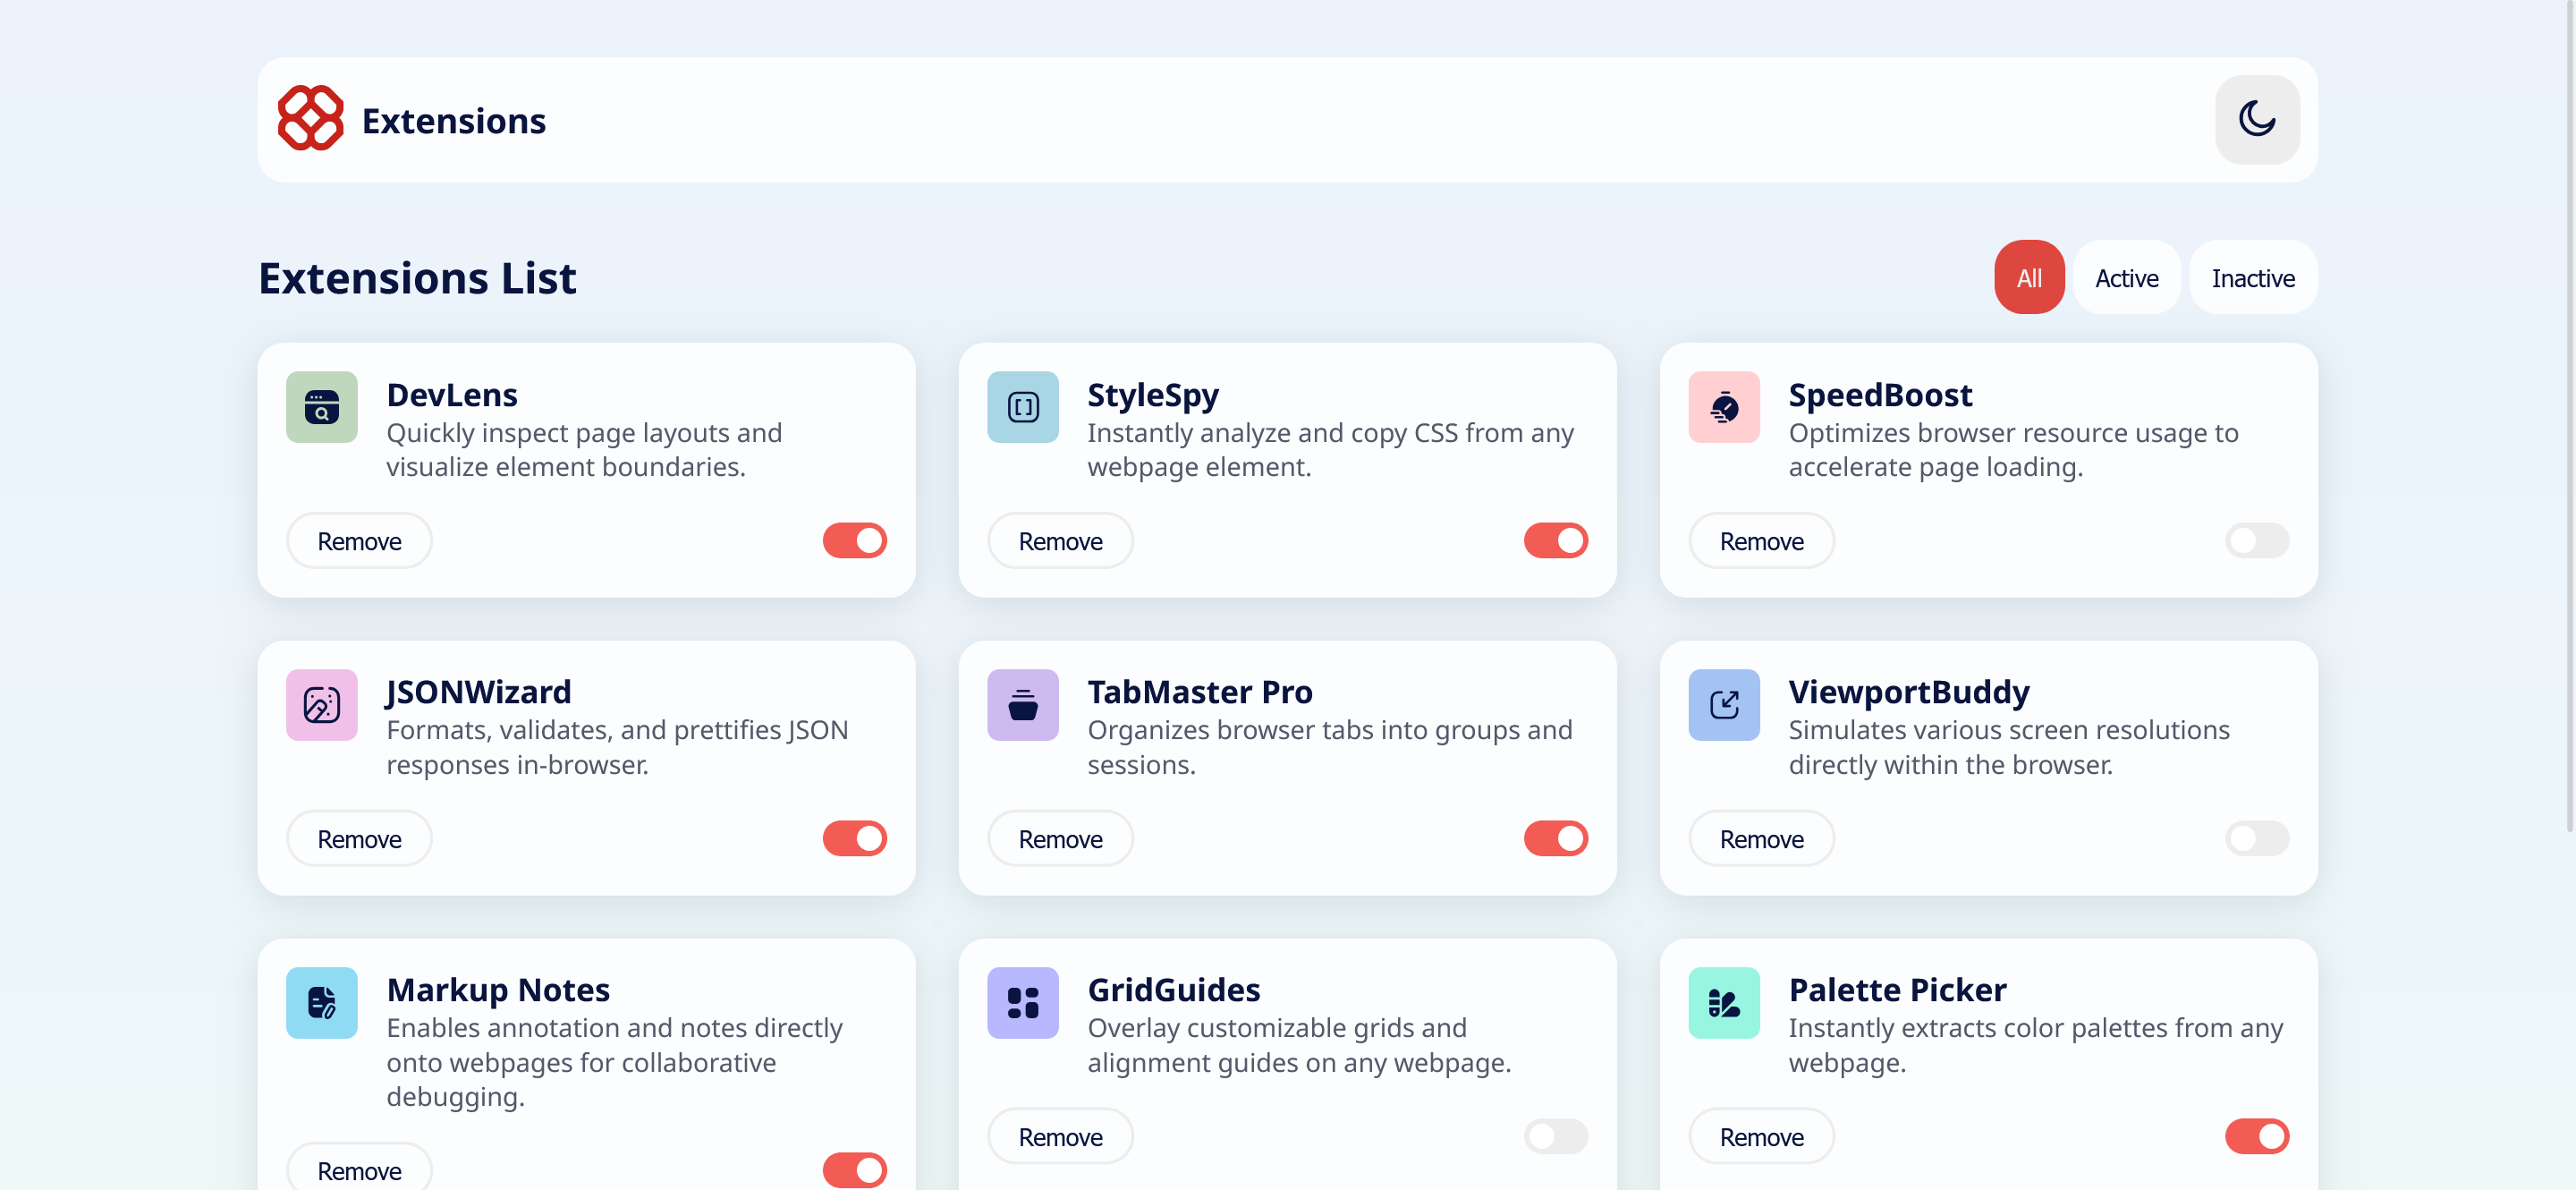 Extensions
Extensions List
All
Active
Inactive
DevLens
Quickly inspect page layouts and
visualize element boundaries.
Remove
StyleSpy
Instantly analyze and copy CSS from any
webpage element.
Remove
SpeedBoost
Optimizes browser resource usage to
accelerate page loading.
Remove
JSONWizard
Formats, validates, and prettifies JSON
responses in-browser.
Remove
TabMaster Pro
Organizes browser tabs into groups and
sessions.
Remove
ViewportBuddy
Simulates various screen resolutions
directly within the browser.
Remove
Markup Notes
Enables annotation and notes directly
onto webpages for collaborative
debugging.
Remove
GridGuides
Overlay customizable grids and
alignment guides on any webpage.
Remove
Palette Picker
Instantly extracts color palettes from any
webpage.
Remove